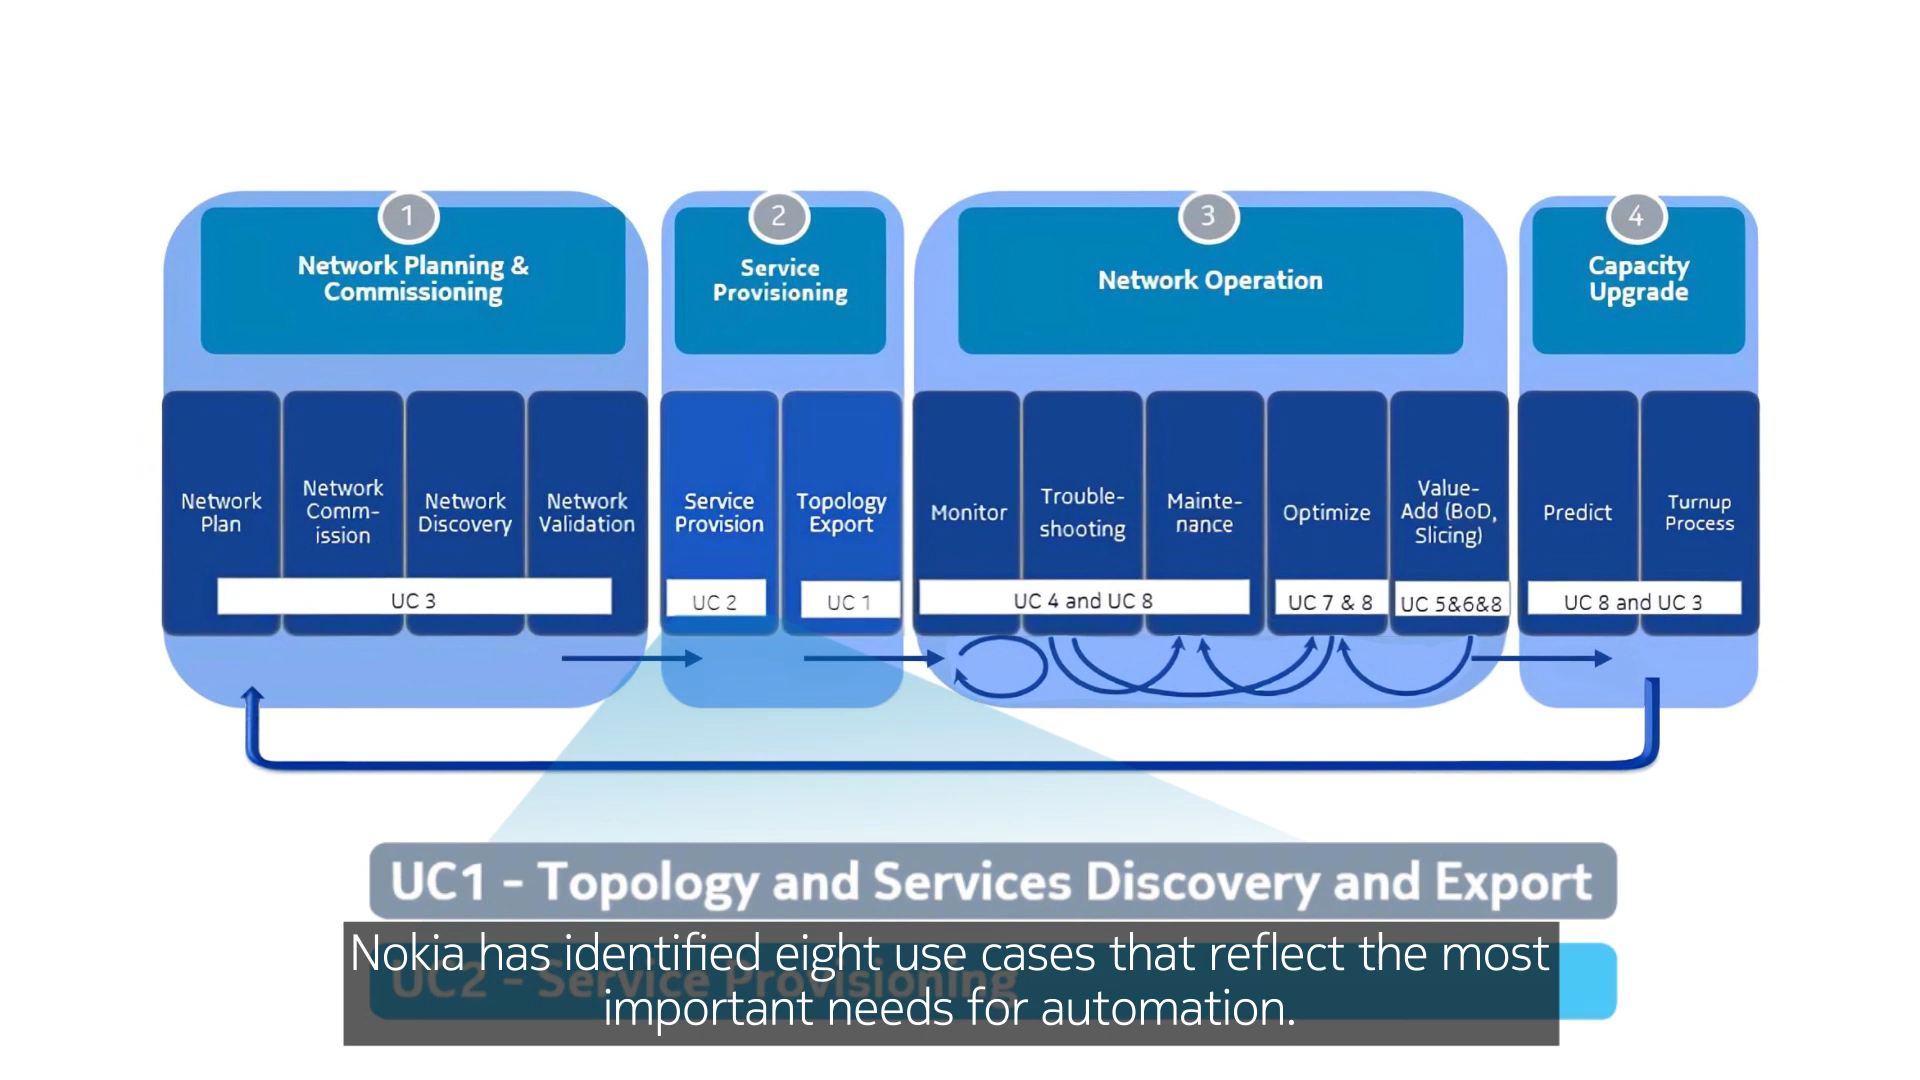 1
Network Planning &
Commissioning
2
Service
Provisioning
3
Network Operation
4
Capacity
Upgrade
Network
Plan
Network
Comm-
ission
Network
Discovery
Network
Validation
Service
Provision
Topology
Export
Monitor
Trouble-
shooting
Mainte-
nance
Optimize
Value-
Add (BoD,
Slicing)
Predict
Turnup
Process
UC 3
UC 2
UC 1
UC 4 and UC 8
UC 7 & 8
UC 5&6&8
UC 8 and UC 3
UC1 - Topology and Services Discovery and Export
UC2 - Service Provisioning
Nokia has identified eight use cases that reflect the most
important needs for automation.